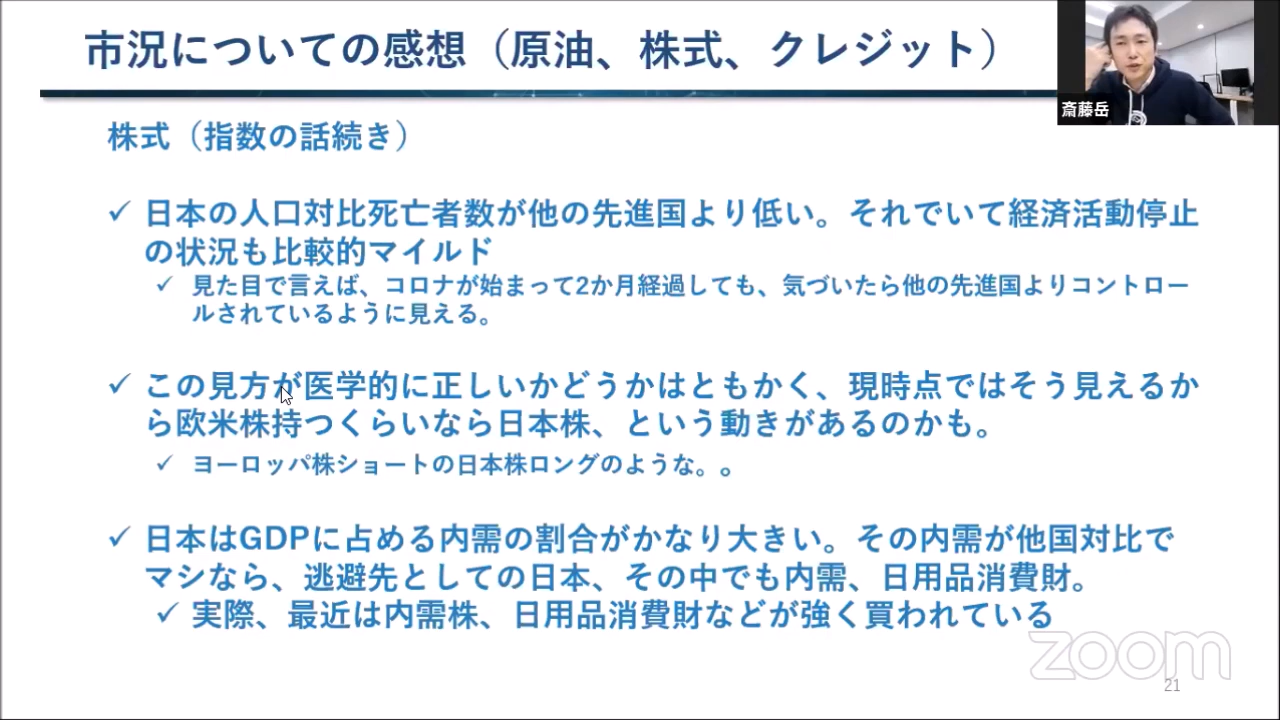 市況についての感想（原油、株式、クレジット）
斎藤岳
株式（指数の話続き）
✓ 日本の人口対比死亡者数が他の先進国より低い。それでいて経済活動停止
の状況も比較的マイルド
✓ 見た目で言えば、コロナが始まって2か月経過しても、気づいたら他の先進国よりコントロー
ルされているように見える。
✓ この見方が医学的に正しいかどうかはともかく、現時点ではそう見えるか
ら欧米株持つくらいなら日本株、という動きがあるのかも。
✓ ヨーロッパ株ショートの日本株ロングのような。。
✓ 日本はGDPに占める内需の割合がかなり大きい。その内需が他国対比で
マシなら、逃避先としての日本、その中でも内需、日用品消費財。
✓ 実際、最近は内需株、日用品消費財などが強く買われている
zoom
21